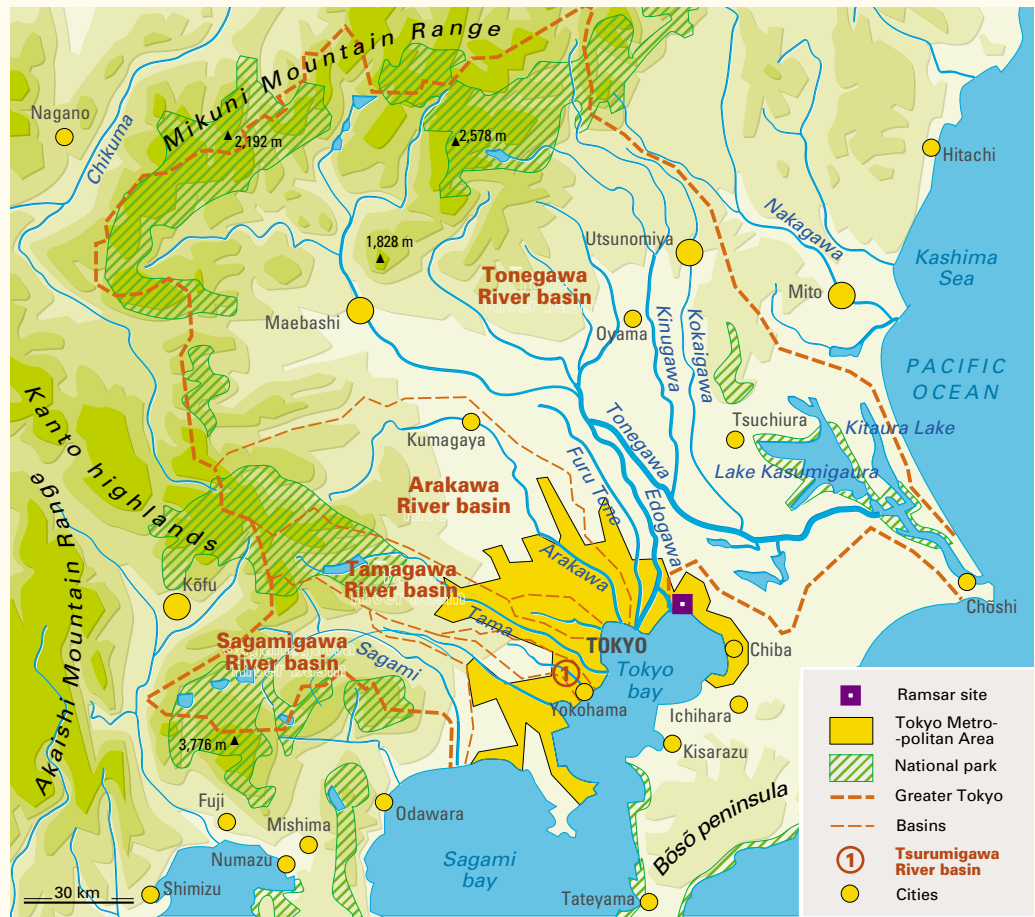 Mikuni Mountain Range
Nagano
Chikuma
2,192 m
2,578 m
Hitachi
Nakagawa
Utsunomiya
Kashima
Sea
1,828 m
Tonegawa
River basin
Mito
Maebashi
Oyama
Kinugawa
Kokaigawa
PACIFIC
OCEAN
Kanto highlands
Kumagaya
Tsuchiura
Kitaura Lake
Tonegawa
Furu Tone
Lake Kasumigaura
Arakawa
River basin
Edogawa
Akaishi Mountain Range
Arakawa
Tamagawa
River basin
Kōfu
Chōshi
Tama
Sagamigawa
River basin
Sagami
TOKYO
Tokyo
bay
Chiba
1
Yokohama
Ichihara
3,776 m
Kisarazu
Fuji
Odawara
Mishima
Bōsō peninsula
Numazu
Sagami
bay
Shimizu
Tateyama
30 km
Ramsar site
Tokyo Metro-
-politan Area
National park
Greater Tokyo
Basins
1 Tsurumigawa
River basin
Cities